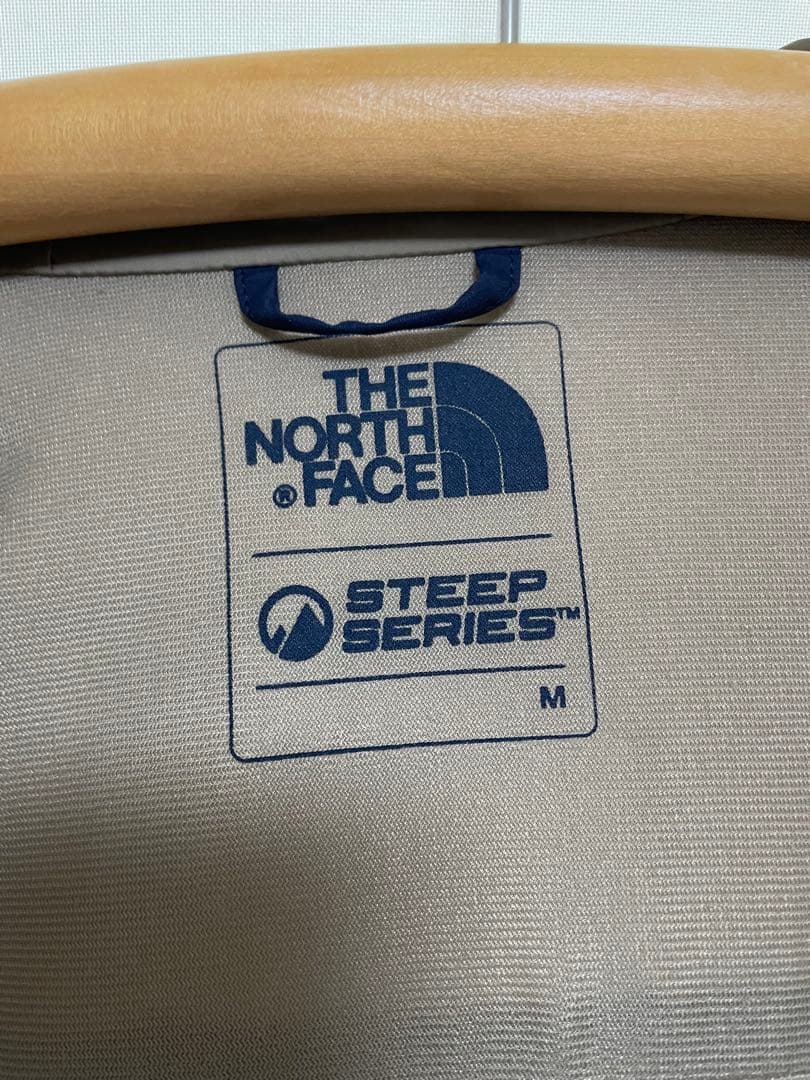 THE
NORTH
® FACE
STEEP
SERIES™
M